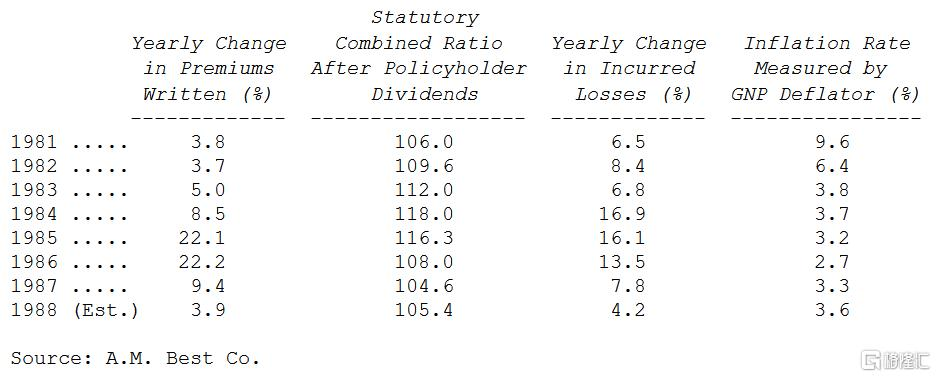 Statutory
Yearly Change Combined Ratio Yearly Change Inflation Rate
in Premiums After Policyholder in Incurred Measured by
Written (%) Dividends Losses (%) GNP Deflator (%)
------------- ------------------ ------------- ----------------
1981 ..... 3.8 106.0 6.5 9.6
1982 ..... 3.7 109.6 8.4 6.4
1983 ..... 5.0 112.0 6.8 3.8
1984 ..... 8.5 118.0 16.9 3.7
1985 ..... 22.1 116.3 16.1 3.2
1986 ..... 22.2 108.0 13.5 2.7
1987 ..... 9.4 104.6 7.8 3.3
1988 (Est.) 3.9 105.4 4.2 3.6
Source: A.M. Best Co.
格隆汇